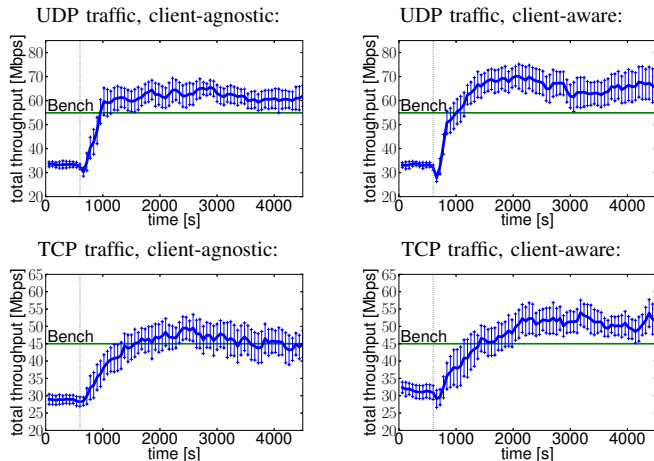 UDP traffic, client-agnostic:
total throughput [Mbps]
80
70
60
50
40
30
20
Bench
0 1000 2000 3000 4000
time [s]
UDP traffic, client-aware:
total throughput [Mbps]
80
70
60
50
40
30
20
Bench
0 1000 2000 3000 4000
time [s]
TCP traffic, client-agnostic:
total throughput [Mbps]
65
60
55
50
45
40
35
30
25
20
Bench
0 1000 2000 3000 4000
time [s]
TCP traffic, client-aware:
total throughput [Mbps]
65
60
55
50
45
40
35
30
25
20
Bench
0 1000 2000 3000 4000
time [s]